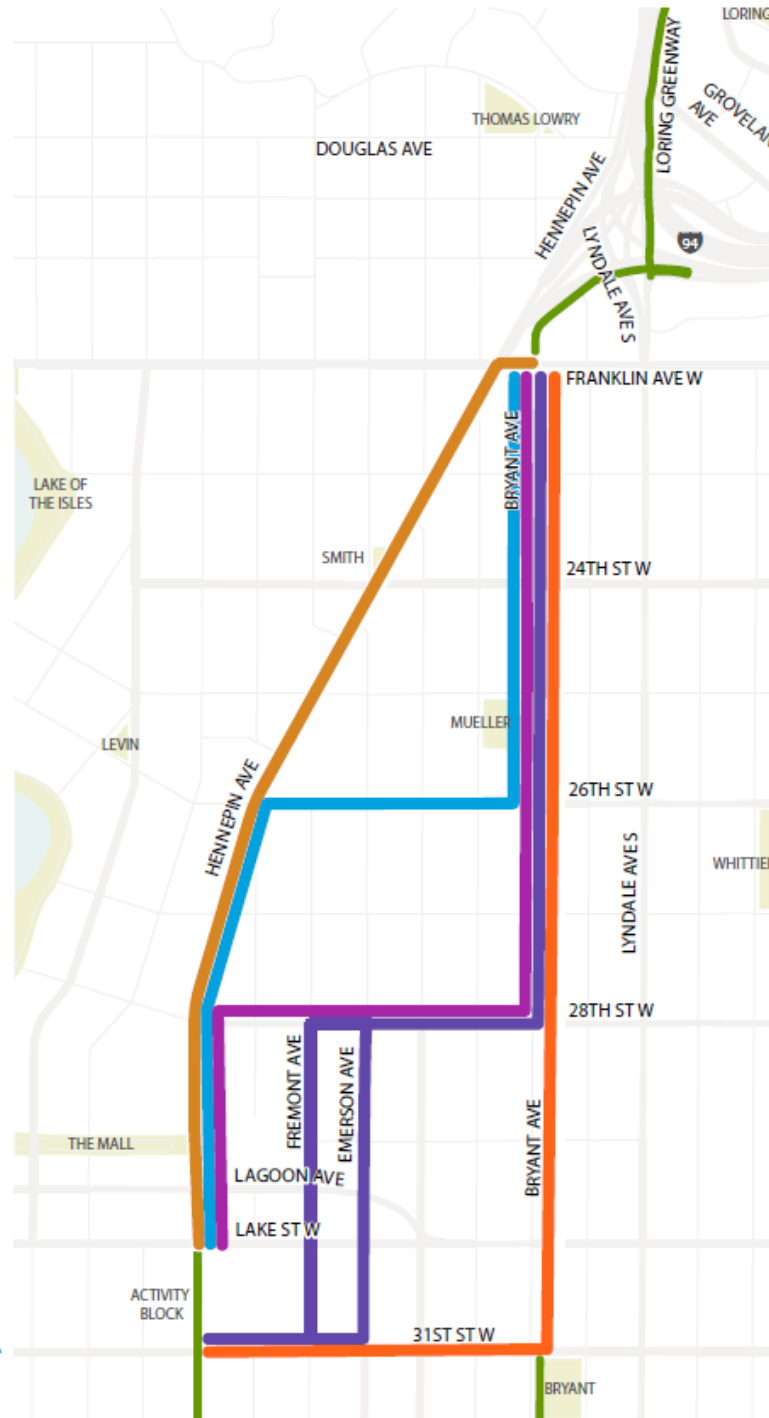 LORING
LORING GREENWAY
GROVELAN
AVE
THOMAS LOWRY
DOUGLAS AVE
HENNEPIN AVE
94
LYNDALE AVE S
FRANKLIN AVE W
BRYANT AVE
LAKE OF
THE ISLES
SMITH
24TH ST W
MUELLER
LEVIN
26TH ST W
HENNEPIN AVE
LYNDALE AVE S
WHITTIE
28TH ST W
FREMONT AVE
EMERSON AVE
BRYANT AVE
THE MALL
LAGOON AVE
LAKE ST W
ACTIVITY
BLOCK
31ST ST W
BRYANT